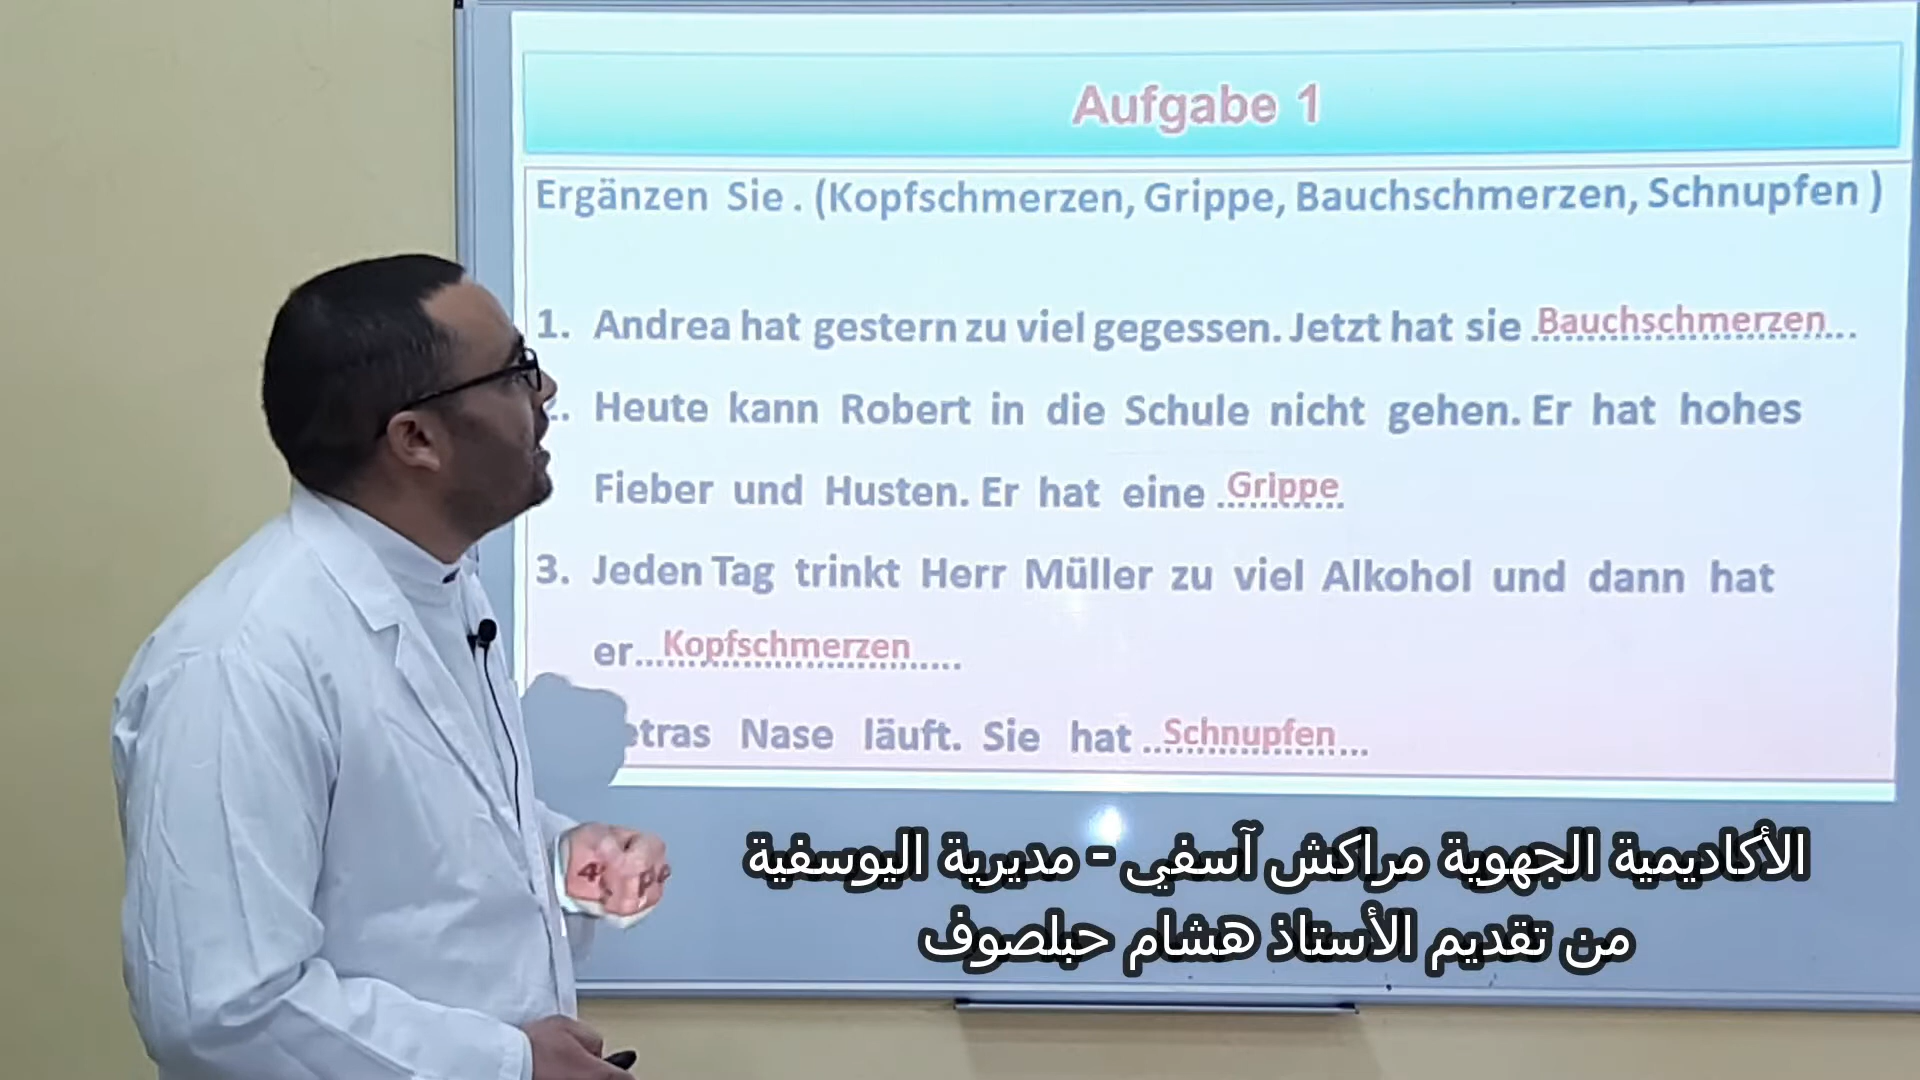 Aufgabe 1
Ergänzen Sie . (Kopfschmerzen, Grippe, Bauchschmerzen, Schnupfen )
1. Andrea hat gestern zu viel gegessen. Jetzt hat sie Bauchschmerzen...
Heute kann Robert in die Schule nicht gehen. Er hat hohes
Fieber und Husten. Er hat eine Grippe
3. Jeden Tag trinkt Herr Müller zu viel Alkohol und dann hat
er...Kopfschmerzen.....
Nase läuft. Sie hat ...Schnupfen...
الأكاديمية الجهوية مراكش آسفي - مديرية اليوسفية
من تقديم الأستاذ هشام حبلصوف